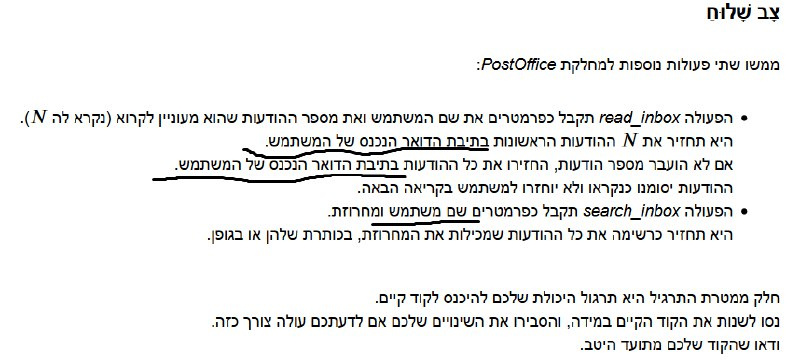 צָב שָׁלוּחַ
ממשו שתי פעולות נוספות למחלקת PostOffice:
הפעולה read_inbox תקבל כפרמטרים את שם המשתמש ואת מספר ההודעות שהוא מעוניין לקרוא (נקרא לה N).
היא תחזיר את N ההודעות הראשונות בתיבת הדואר הנכנס של המשתמש.
אם לא הועבר מספר הודעות, החזירו את כל ההודעות בתיבת הדואר הנכנס של המשתמש.
ההודעות יסומנו כנקראו ולא יוחזרו למשתמש בקריאה הבאה.
הפעולה search_inbox תקבל כפרמטרים שם משתמש ומחרוזת.
היא תחזיר כרשימה את כל ההודעות שמכילות את המחרוזת, בכותרת שלהן או בגופן.
חלק ממטרת התרגיל היא תרגול היכולת שלכם להיכנס לקוד קיים.
נסו לשנות את הקוד הקיים במידה, והסבירו את השינויים שלכם אם לדעתכם עולה צורך כזה.
ודאו שהקוד שלכם מתועד היטב.